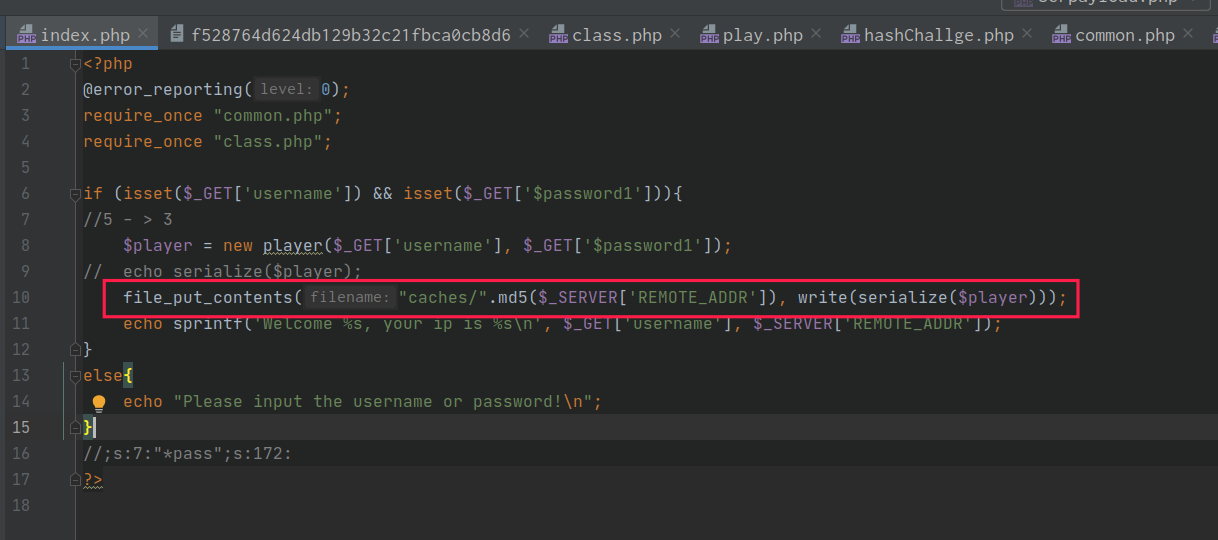 index.php f528764d624db129b32c21fbca0cb8d6 class.php play.php hashChallge.php common.php
1 <?php
2 @error_reporting( level: 0);
3 require_once "common.php";
4 require_once "class.php";
5
6 if (isset($_GET['username']) && isset($_GET['$password1'])){
7 //5 - > 3
8 $player = new player($_GET['username'], $_GET['$password1']);
9 // echo serialize($player);
10 file_put_contents( filename: "caches/".md5($_SERVER['REMOTE_ADDR']), write(serialize($player)));
11 echo sprintf('Welcome %s, your ip is %s\n', $_GET['username'], $_SERVER['REMOTE_ADDR']);
12 }
13 else{
14 echo "Please input the username or password!\n";
15 }
16 //;s:7:"*pass";s:172:
17 ?>
18